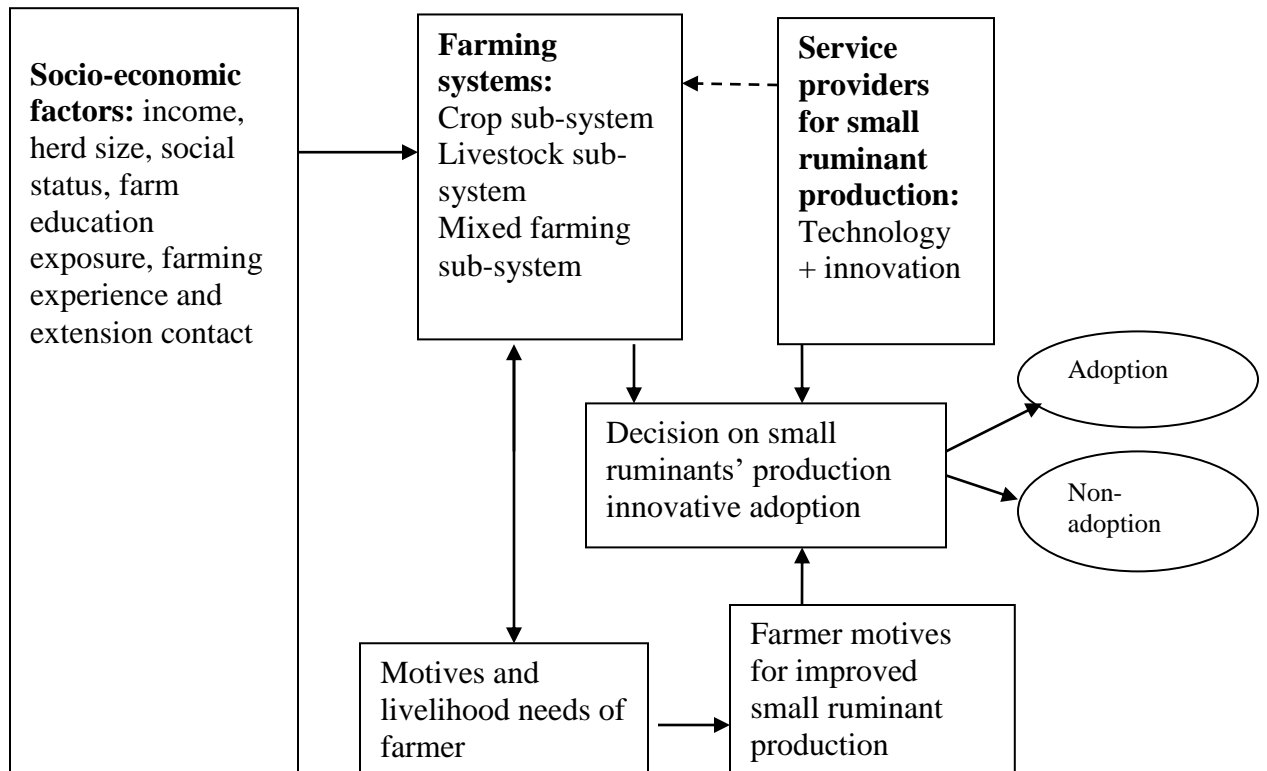 Socio-economic
factors: income,
herd size, social
status, farm
education
exposure, farming
experience and
extension contact
Farming
systems:
Crop sub-system
Livestock sub-
system
Mixed farming
sub-system
Service
providers
for small
ruminant
production:
Technology
+ innovation
Adoption
Decision on small
ruminants’ production
innovative adoption
Non-
adoption
Motives and
livelihood needs of
farmer
Farmer motives
for improved
small ruminant
production